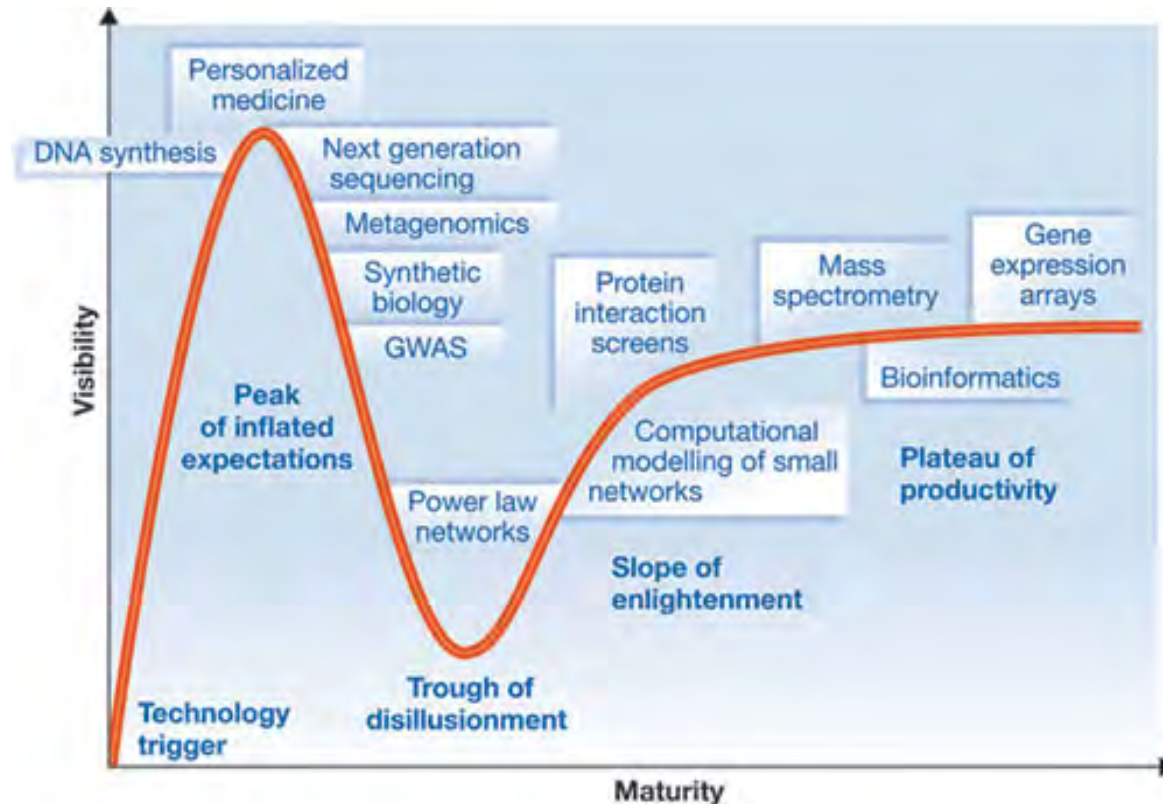 Personalized
medicine
DNA synthesis
Next generation
sequencing
Metagenomics
Synthetic
biology
GWAS
Protein
interaction
screens
Mass
spectrometry
Gene
expression
arrays
Bioinformatics
Visibility
Peak
of inflated
expectations
Power law
networks
Computational
modelling of small
networks
Plateau of
productivity
Slope of
enlightenment
Trough of
disillusionment
Technology
trigger
Maturity